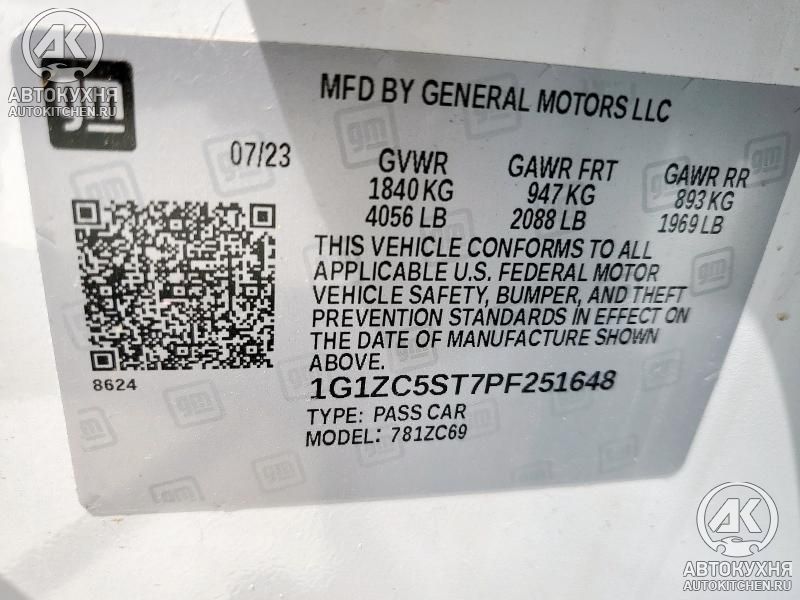 АВТОКУХНЯ
AUTOKITCHEN.RU
gm
MFD BY GENERAL MOTORS LLC
07/23
GVWR GAWR FRT GAWR RR
1840 KG 947 KG 893 KG
4056 LB 2088 LB 1969 LB
THIS VEHICLE CONFORMS TO ALL
APPLICABLE U.S. FEDERAL MOTOR
VEHICLE SAFETY, BUMPER, AND THEFT
PREVENTION STANDARDS IN EFFECT ON
THE DATE OF MANUFACTURE SHOWN
ABOVE.
8624
1G1ZC5ST7PF251648
TYPE: PASS CAR
MODEL: 781ZC69
АВТОКУХНЯ
AUTOKITCHEN.RU